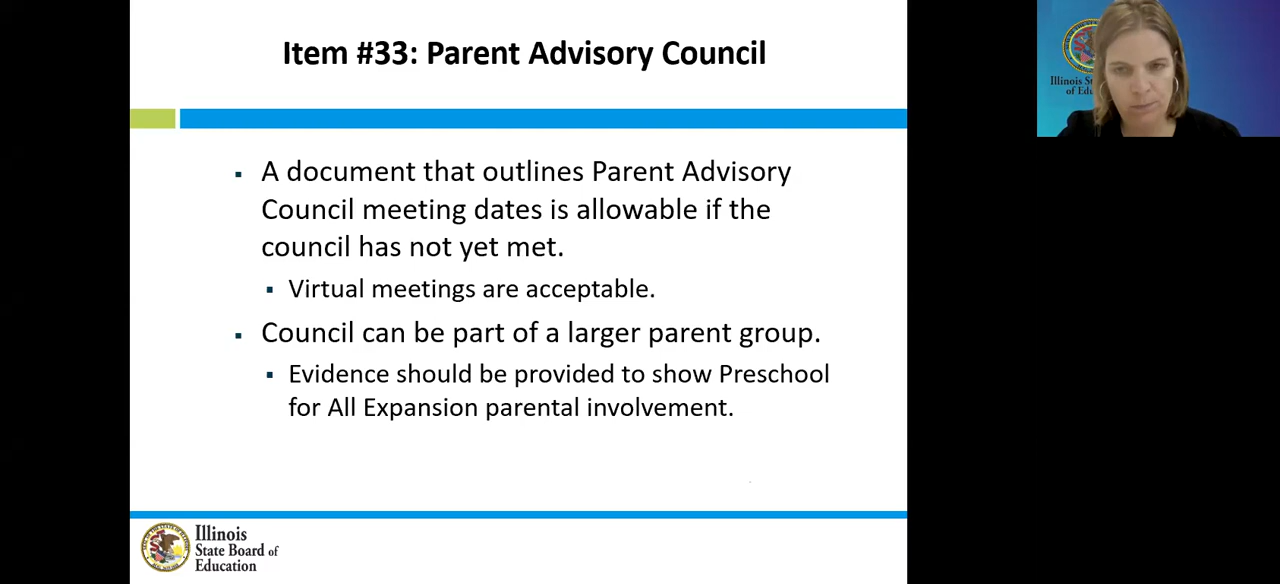 Item #33: Parent Advisory Council
A document that outlines Parent Advisory
Council meeting dates is allowable if the
council has not yet met.
Virtual meetings are acceptable.
Council can be part of a larger parent group.
Evidence should be provided to show Preschool
for All Expansion parental involvement.
Illinois
State Board of
Education
Illinois
of